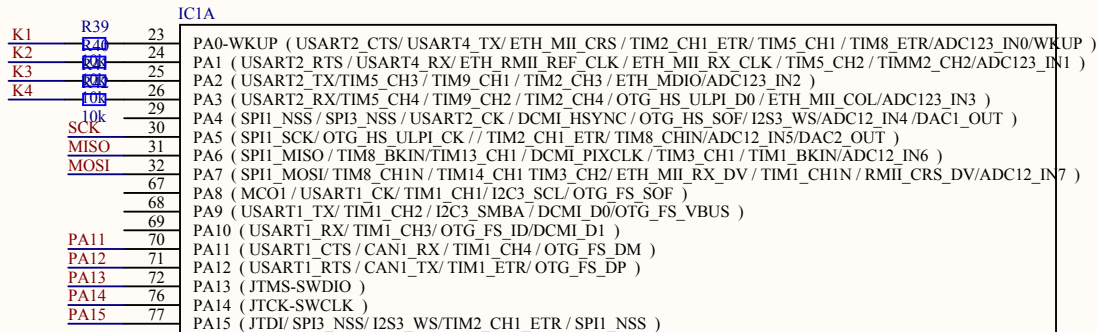 IC1A
R39
K1 23 PA0-WKUP ( USART2_CTS/ USART4_TX/ ETH_MII_CRS / TIM2_CH1_ETR/ TIM5_CH1 / TIM8_ETR/ADC123_IN0/WKUP )
R40
K2 24 PA1 ( USART2_RTS / USART4_RX/ ETH_RMII_REF_CLK / ETH_MII_RX_CLK / TIM5_CH2 / TIMM2_CH2/ADC123_IN1 )
K3 25 PA2 ( USART2_TX/TIM5_CH3 / TIM9_CH1 / TIM2_CH3 / ETH_MDIO/ADC123_IN2 )
K4 26 PA3 ( USART2_RX/TIM5_CH4 / TIM9_CH2 / TIM2_CH4 / OTG_HS_ULPI_D0 / ETH_MII_COL/ADC123_IN3 )
10k
10k
29 PA4 ( SPI1_NSS / SPI3_NSS / USART2_CK / DCMI_HSYNC / OTG_HS_SOF/ I2S3_WS/ADC12_IN4 /DAC1_OUT )
SCK 30 PA5 ( SPI1_SCK/ OTG_HS_ULPI_CK // TIM2_CH1_ETR/ TIM8_CHIN/ADC12_IN5/DAC2_OUT )
MISO 31 PA6 ( SPI1_MISO / TIM8_BKIN/TIM13_CH1 / DCMI_PIXCLK / TIM3_CH1 / TIM1_BKIN/ADC12_IN6 )
MOSI 32 PA7 ( SPI1_MOSI/ TIM8_CH1N / TIM14_CH1 TIM3_CH2/ ETH_MII_RX_DV / TIM1_CH1N / RMII_CRS_DV/ADC12_IN7 )
67 PA8 ( MCO1 / USART1_CK/ TIM1_CH1/ I2C3_SCL/ OTG_FS_SOF )
68 PA9 ( USART1_TX/ TIM1_CH2 / I2C3_SMBA / DCMI_D0/OTG_FS_VBUS )
69 PA10 ( USART1_RX/ TIM1_CH3/ OTG_FS_ID/DCMI_D1 )
PA11 70 PA11 ( USART1_CTS / CAN1_RX / TIM1_CH4 / OTG_FS_DM )
PA12 71 PA12 ( USART1_RTS / CAN1_TX/ TIM1_ETR/ OTG_FS_DP )
PA13 72 PA13 ( JTMS-SWDIO )
PA14 76 PA14 ( JTCK-SWCLK )
PA15 77 PA15 ( JTDI/ SPI3_NSS/ I2S3_WS/TIM2_CH1_ETR / SPI1_NSS )